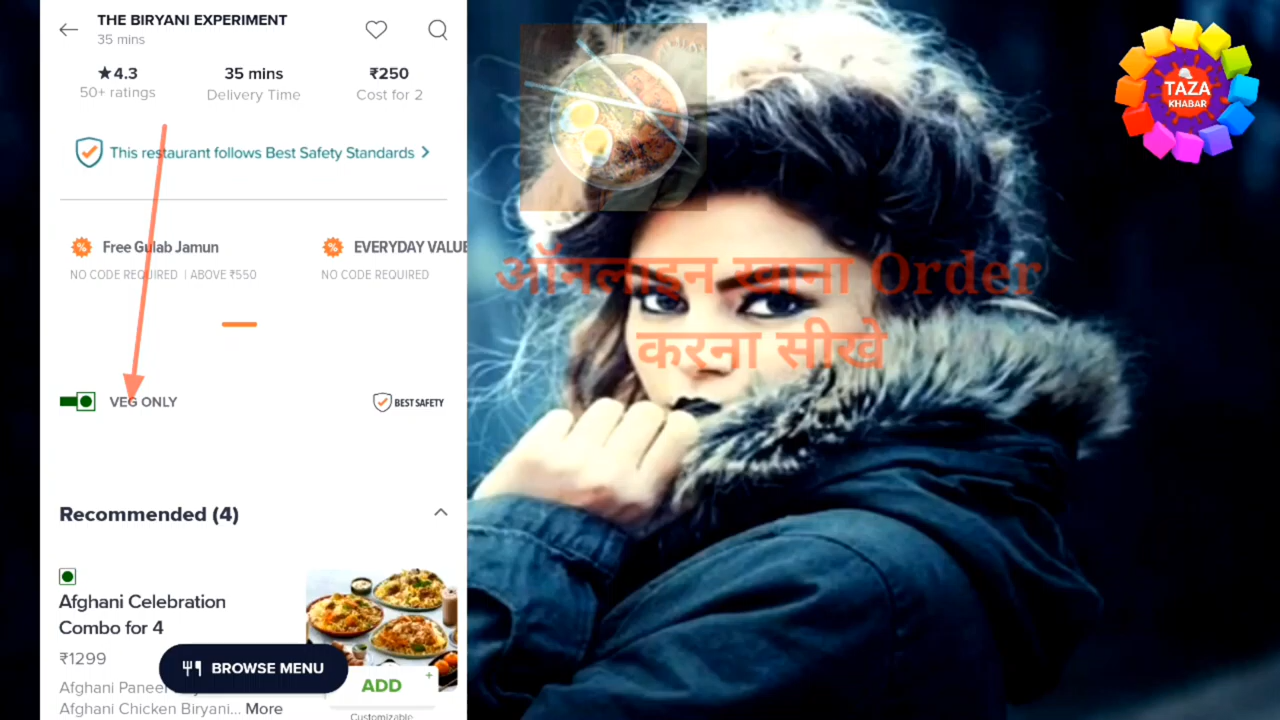 THE BIRYANI EXPERIMENT
35 mins
★4.3
50+ ratings
35 mins
Delivery Time
₹250
Cost for 2
This restaurant follows Best Safety Standards
Free Gulab Jamun
NO CODE REQUIRED | ABOVE ₹550
EVERYDAY VALUE
NO CODE REQUIRED
VEG ONLY
BEST SAFETY
Recommended (4)
Afghani Celebration
Combo for 4
₹1299
BROWSE MENU
Afghani Paneer
Afghani Chicken Biryani... More
ADD
+
Customizable
ऑनलाइन खाना Order
करना सीखे
TAZA
KHABAR